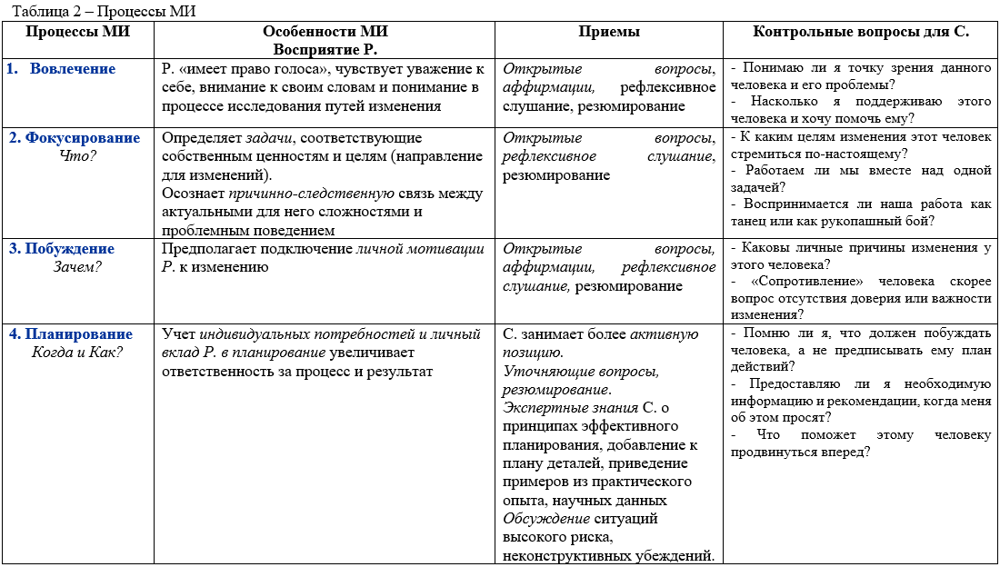 Таблица 2 – Процессы МИ
Процессы МИ
Особенности МИ
Восприятие Р.
Приемы
Контрольные вопросы для С.
1. Вовлечение
Р. «имеет право голоса», чувствует уважение к
себе, внимание к своим словам и понимание в
процессе исследования путей изменения
Открытые вопросы,
аффирмации, рефлексивное
слушание, резюмирование
- Понимаю ли я точку зрения данного
человека и его проблемы?
- Насколько я поддерживаю этого
человека и хочу помочь ему?
2. Фокусирование
Что?
Определяет задачи, соответствующие
собственным ценностям и целям (направление
для изменений).
Осознает причинно-следственную связь между
актуальными для него сложностями и
проблемным поведением
Открытые вопросы,
рефлексивное слушание,
резюмирование
- К каким целям изменения этот человек
стремиться по-настоящему?
- Работаем ли мы вместе над одной
задачей?
- Воспринимается ли наша работа как
танец или как рукопашный бой?
3. Побуждение
Зачем?
Предполагает подключение личной мотивации
Р. к изменению
Открытые вопросы,
аффирмации, рефлексивное
слушание, резюмирование
- Каковы личные причины изменения у
этого человека?
- «Сопротивление» человека скорее
вопрос отсутствия доверия или важности
изменения?
4. Планирование
Когда и Как?
Учет индивидуальных потребностей и личный
вклад Р. в планирование увеличивает
ответственность за процесс и результат
С. занимает более активную
позицию.
Уточняющие вопросы,
резюмирование.
Экспертные знания С. о
принципах эффективного
планирования, добавление к
плану деталей, приведение
примеров из практического
опыта, научных данных
Обсуждение ситуаций
высокого риска,
неконструктивных убеждений.
- Помню ли я, что должен побуждать
человека, а не предписывать ему план
действий?
- Предоставляю ли я необходимую
информацию и рекомендации, когда меня
об этом просят?
- Что поможет этому человеку
продвинуться вперед?